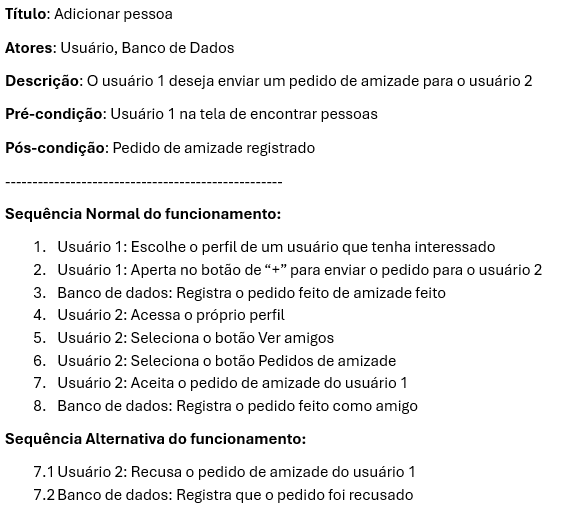 Título: Adicionar pessoa
Atores: Usuário, Banco de Dados
Descrição: O usuário 1 deseja enviar um pedido de amizade para o usuário 2
Pré-condição: Usuário 1 na tela de encontrar pessoas
Pós-condição: Pedido de amizade registrado
---------------------------------------------------
Sequência Normal do funcionamento:
1. Usuário 1: Escolhe o perfil de um usuário que tenha interessado
2. Usuário 1: Aperta no botão de “+” para enviar o pedido para o usuário 2
3. Banco de dados: Registra o pedido feito de amizade feito
4. Usuário 2: Acessa o próprio perfil
5. Usuário 2: Seleciona o botão Ver amigos
6. Usuário 2: Seleciona o botão Pedidos de amizade
7. Usuário 2: Aceita o pedido de amizade do usuário 1
8. Banco de dados: Registra o pedido feito como amigo
Sequência Alternativa do funcionamento:
7.1 Usuário 2: Recusa o pedido de amizade do usuário 1
7.2 Banco de dados: Registra que o pedido foi recusado